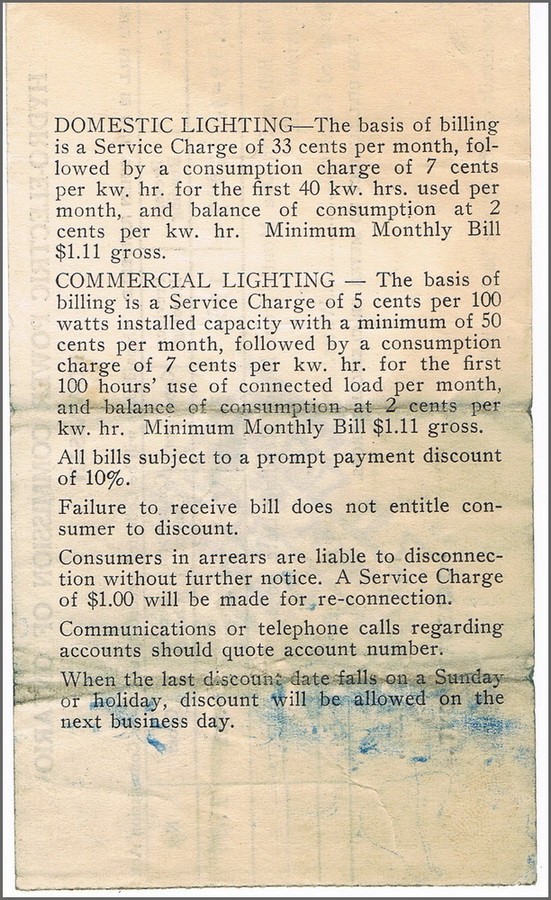 DOMESTIC LIGHTING—The basis of billing
is a Service Charge of 33 cents per month, fol-
lowed by a consumption charge of 7 cents
per kw. hr. for the first 40 kw. hrs. used per
month, and balance of consumption at 2
cents per kw. hr. Minimum Monthly Bill
$1.11 gross.
COMMERCIAL LIGHTING — The basis of
billing is a Service Charge of 5 cents per 100
watts installed capacity with a minimum of 50
cents per month, followed by a consumption
charge of 7 cents per kw. hr. for the first
100 hours' use of connected load per month,
and balance of consumption at 2 cents per
kw. hr. Minimum Monthly Bill $1.11 gross.
All bills subject to a prompt payment discount
of 10%.
Failure to receive bill does not entitle con-
sumer to discount.
Consumers in arrears are liable to disconnec-
tion without further notice. A Service Charge
of $1.00 will be made for re-connection.
Communications or telephone calls regarding
accounts should quote account number.
When the last discount date falls on a Sunday
or holiday, discount will be allowed on the
next business day.
HYDRO-ELECTRIC POWER COMMISSION OF ONTARIO